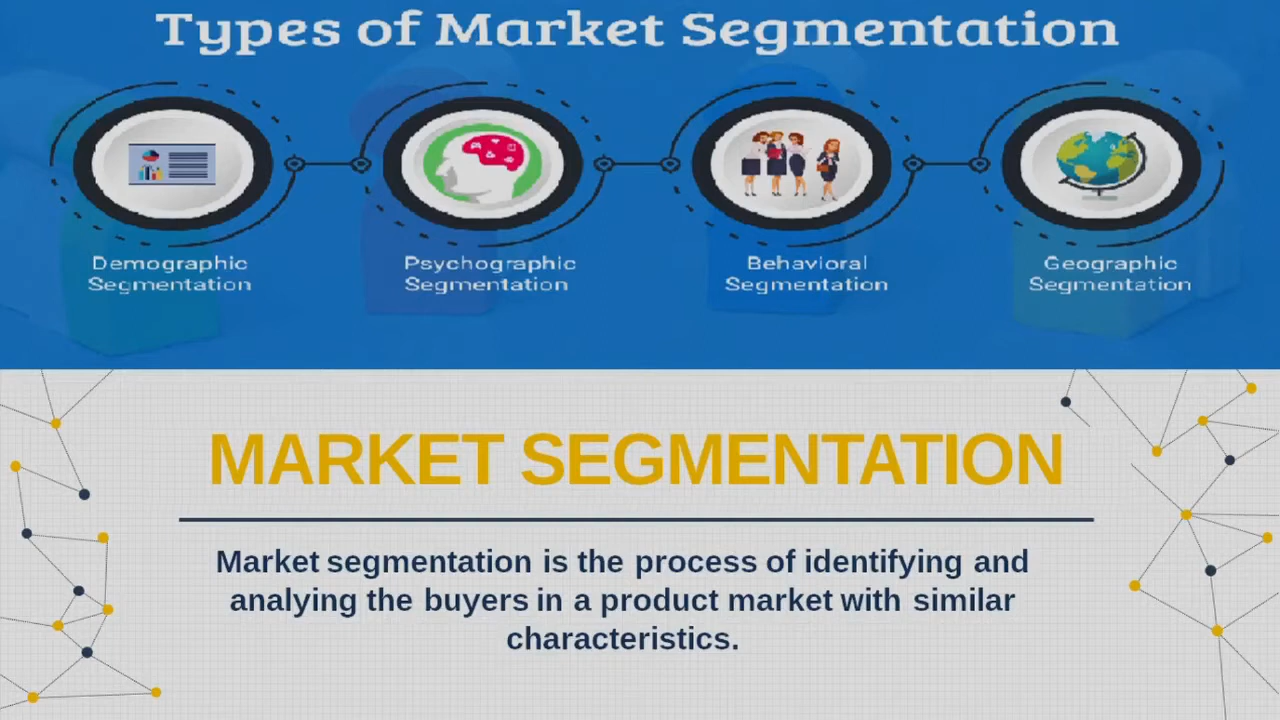 Types of Market Segmentation
Demographic
Segmentation
Psychographic
Segmentation
Behavioral
Segmentation
Geographic
Segmentation
MARKET SEGMENTATION
Market segmentation is the process of identifying and
analying the buyers in a product market with similar
characteristics.